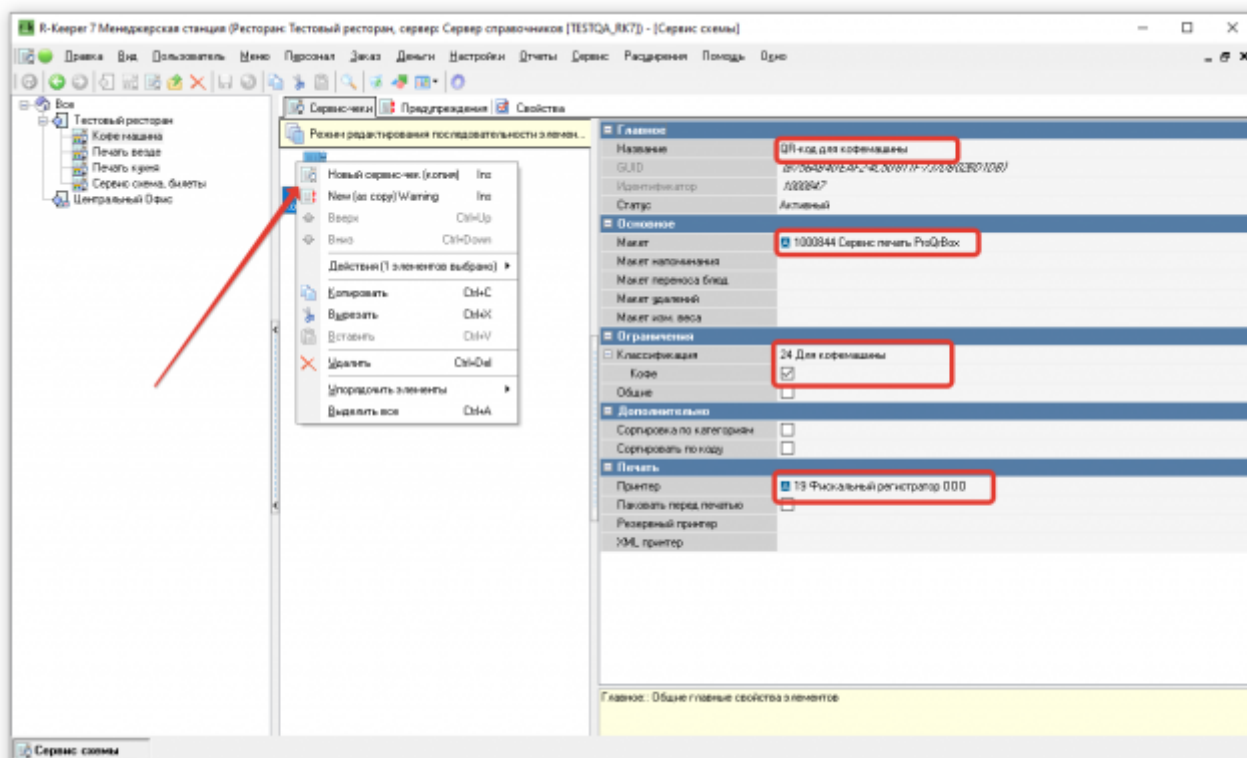 R-Keeper 7 Менеджерская станция (Ресторан: Тестовый ресторан, сервер: Сервер справочников [TESTQA_RK7]) - [Сервис схемы]
Правка Вид Пользователь Меню Персонал Заказ Деньги Настройки Отчеты Сервис Расширения Помощь Окно
Все
Тестовый ресторан
Кофе машина
Печать везде
Печать кухня
Сервис схема, билеты
Центральный Офис
Сервис-чеки Предупреждения Свойства
Режим редактирования последовательности элемен...
Новый сервис-чек (копия) Ins
New (as copy) Warning Ins
Вверх Ctrl+Up
Вниз Ctrl+Down
Действия (1 элементов выбрано)
Копировать Ctrl+C
Вырезать Ctrl+X
Вставить Ctrl+V
Удалить Ctrl+Del
Упорядочить элементы
Выделить все Ctrl+A
Главное
Название QR-код для кофемашины
GUID
Идентификатор 1000847
Статус Активный
Основное
Макет 1000844 Сервис печать ProQrBox
Макет напоминания
Макет переноса блюд
Макет удалений
Макет изм. веса
Ограничения
Классификация 24 Для кофемашины
Кофе
Общие
Дополнительно
Сортировка по категориям
Сортировать по коду
Печать
Принтер 19 Фискальный регистратор ООО
Паковать перед печатью
Резервный принтер
XML принтер
Главное:: Общие главные свойства элементов
Сервис схемы